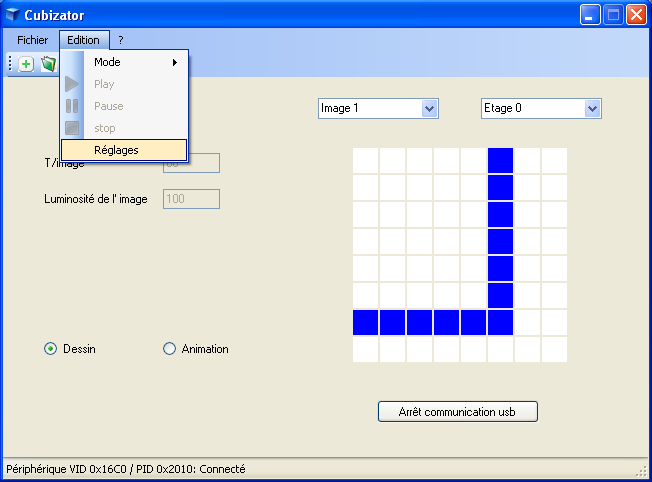 Cubizator
Fichier Edition ?
Mode
Play
Pause
stop
Réglages
Image 1
Etage 0
T/image
Luminosité de l' image 100
Dessin Animation
Arrêt communication usb
Périphérique VID 0x16C0 / PID 0x2010: Connecté